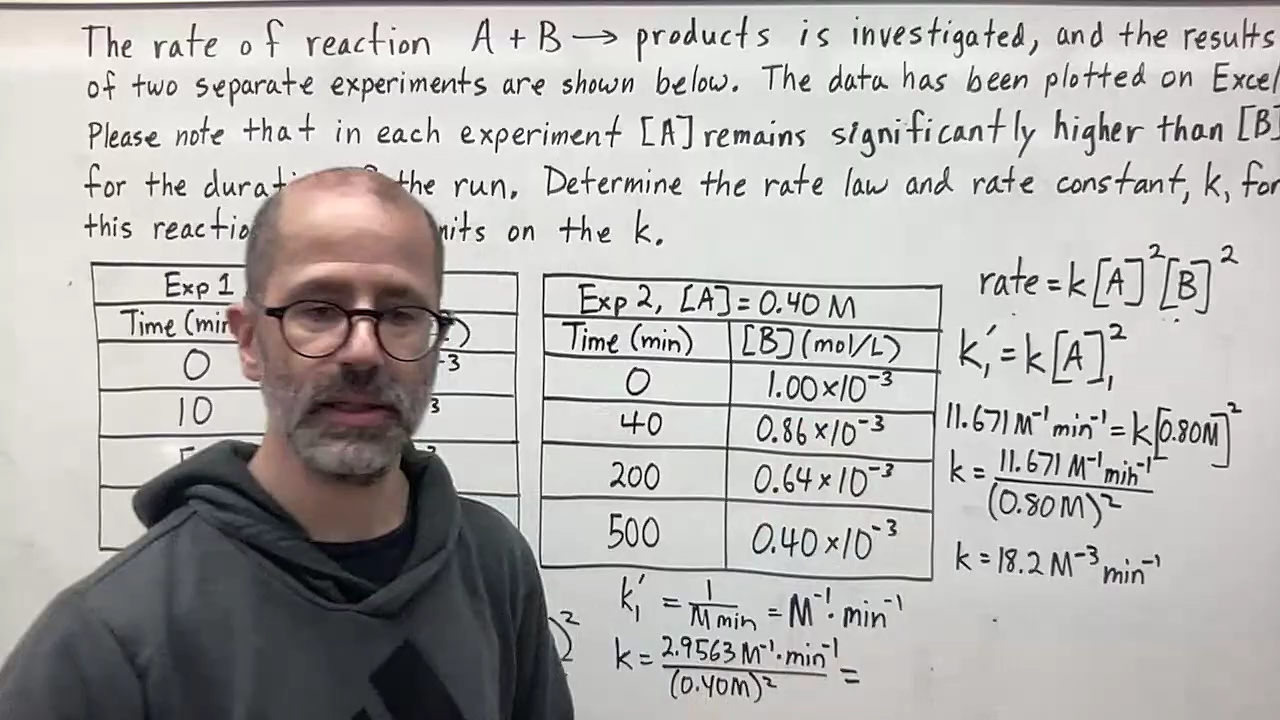 The rate of reaction A + B → products is investigated, and the results
of two separate experiments are shown below. The data has been plotted on Excel
Please note that in each experiment [A] remains significantly higher than [B]
for the the run. Determine the rate law and rate constant, k, for
this on the k.
Exp 1
Time (min
0
10
Exp 2, [A] = 0.40 M
Time (min) [B] (mol/L)
0 1.00×10⁻³
40 0.86×10⁻³
200 0.64×10⁻³
500 0.40×10⁻³
k₁′ = 1/(M min) = M⁻¹·min⁻¹
k = 2.9563 M⁻¹·min⁻¹/(0.40M)² =
rate = k[A]²[B]²
k₁′ = k[A]₁²
11.671 M⁻¹ min⁻¹ = k[0.80M]²
k = 11.671 M⁻¹ min⁻¹/(0.80M)²
k = 18.2 M⁻³ min⁻¹